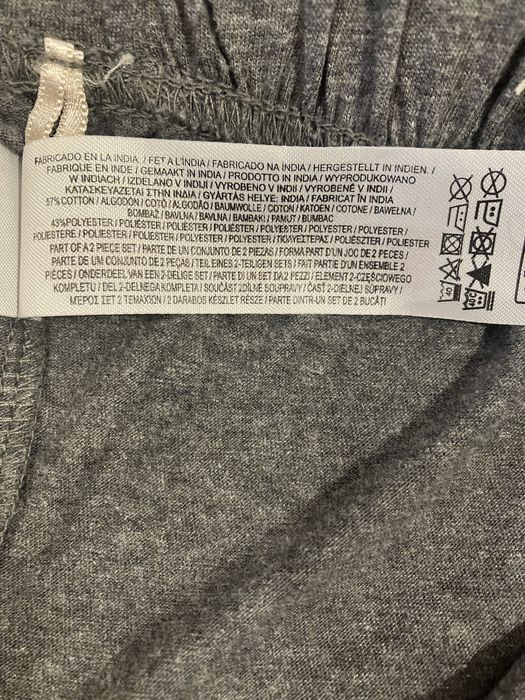 FABRICADO EN LA INDIA. / FET A L'ÍNDIA / FABRICADO NA ÍNDIA / HERGESTELLT IN INDIEN. /
FABRIQUE EN INDE / GEMAAKT IN INDIA / PRODOTTO IN INDIA / WYPRODUKOWANO
W INDIACH / IZDELANO V INDIJI / VYROBENO V INDII / VYROBENÉ V INDII /
ΚΑΤΑΣΚΕΥΑΖΕΤΑΙ ΣΤΗΝ ΙΝΔΙΑ / GYÁRTÁS HELYE: INDIA / FABRICAT ÎN INDIA
57% COTTON / ALGODÓN / COTÓ / ALGODÃO / BAUMWOLLE / COTON / KATOEN / COTONE / BAWEŁNA /
BOMBAŽ / BAVLNA / BAVLNA / ΒΑΜΒΑΚΙ / PAMUT / BUMBAC
43% POLYESTER / POLIÉSTER / POLIÈSTER / POLIÉSTER / POLYESTER / POLYESTER / POLYESTER /
POLIESTERE / POLIESTER / POLIESTER / POLYESTER / POLYESTER / ΠΟΛΥΕΣΤΕΡΑΣ / POLIÉSZTER / POLIESTER
PART OF A 2 PIECE SET / PARTE DE UN CONJUNTO DE 2 PIEZAS / FORMA PART D'UN JOC DE 2 PECES /
PARTE DE UM CONJUNTO DE 2 PEÇAS / TEIL EINES 2-TEILIGEN SETS / FAIT PARTIE D'UN ENSEMBLE 2
PIÈCES / ONDERDEEL VAN EEN 2-DELIGE SET / PARTE DI UN SET DA 2 PEZZI / ELEMENT 2-CZĘŚCIOWEGO
KOMPLETU / DEL 2-DELNEGA KOMPLETA / SOUČÁST 2DÍLNÉ SOUPRAVY / ČASŤ 2-DIELNEJ SÚPRAVY /
ΜΕΡΟΣ ΣΕΤ 2 ΤΕΜΑΧΙΩΝ / 2 DARABOS KÉSZLET RÉSZE / PARTE DINTR-UN SET DE 2 BUCĂȚI